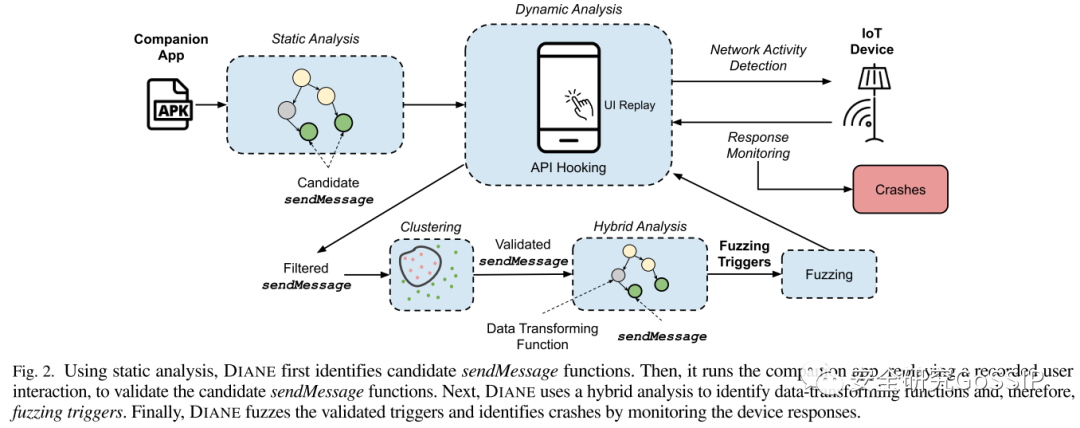 Dynamic Analysis
Companion
App
Static Analysis
Network Activity
Detection
IoT
Device
APK
UI Replay
API Hooking
Response
Monitoring
Crashes
Candidate
sendMessage
Clustering
Hybrid Analysis
Filtered
sendMessage
Validated
sendMessage
Fuzzing
Triggers
Fuzzing
Data Transforming
Function
sendMessage
Fig. 2. Using static analysis, DIANE first identifies candidate sendMessage functions. Then, it runs the companion app, replaying a recorded user
interaction, to validate the candidate sendMessage functions. Next, DIANE uses a hybrid analysis to identify data-transforming functions and, therefore,
fuzzing triggers. Finally, DIANE fuzzes the validated triggers and identifies crashes by monitoring the device responses.
安全研究GoSSIP